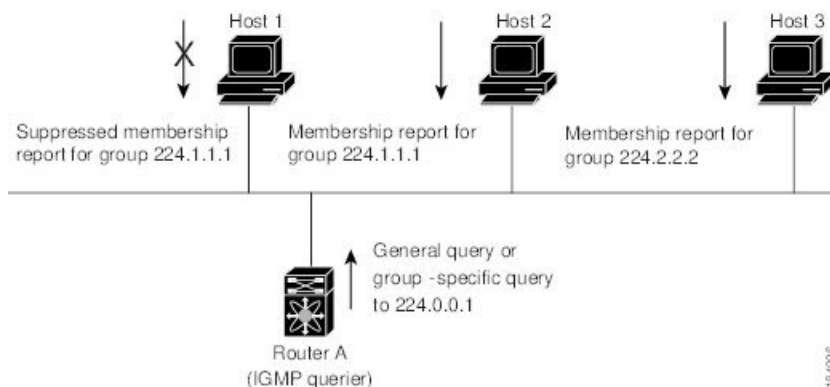 Host 1
Host 2
Host 3
X
Suppressed membership
report for group 224.1.1.1
Membership report for
group 224.1.1.1
Membership report for
group 224.2.2.2
General query or
group -specific query
to 224.0.0.1
Router A
(IGMP querier)